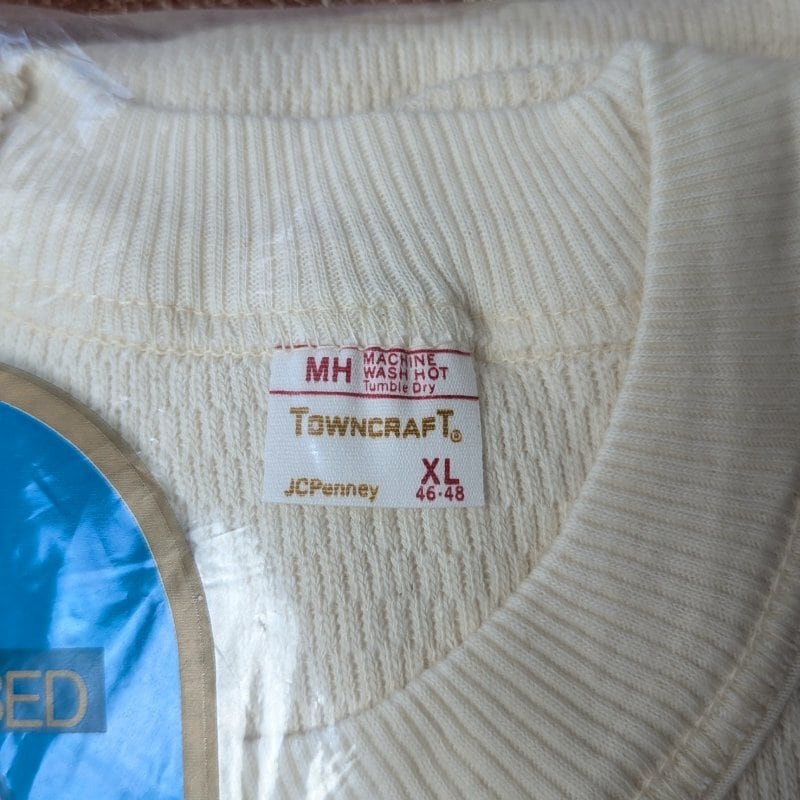 MH MACHINE
WASH HOT
Tumble Dry
TOWNCRAFT®
XL
JCPenney 46-48
BED